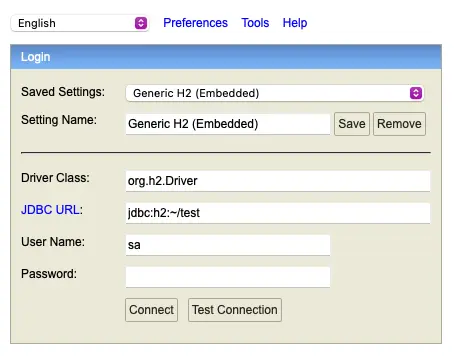 English Preferences Tools Help
Login
Saved Settings: Generic H2 (Embedded)
Setting Name: Generic H2 (Embedded) Save Remove
Driver Class: org.h2.Driver
JDBC URL: jdbc:h2:~/test
User Name: sa
Password:
Connect Test Connection